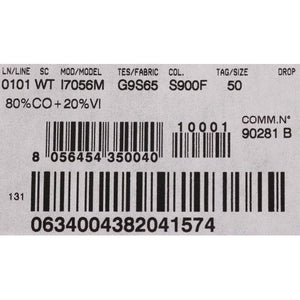 LN/LINE SC MOD/MODEL TES/FABRIC COL. TAG/SIZE DROP
0101 WT I7056M G9S65 S900F 50
80%CO+20%VI
COMM.N°
10001
90281 B
8 056454 350040
131
0634004382041574